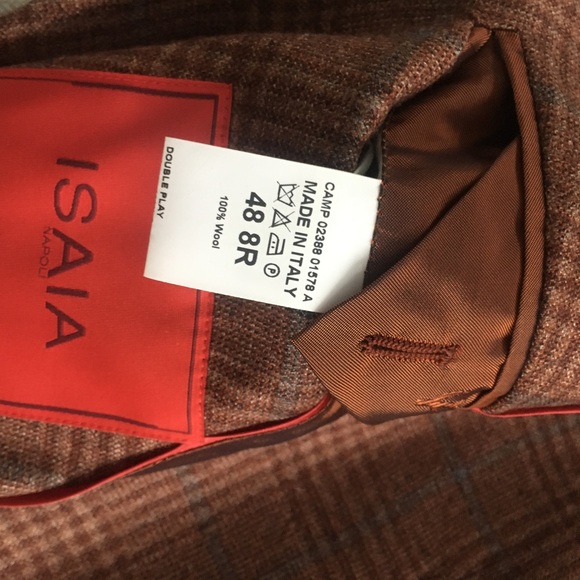 ISAIA
NAPOLI
CAMP 02388 01578 A
MADE IN ITALY
48 8R
100% Wool
DOUBLE PLAY